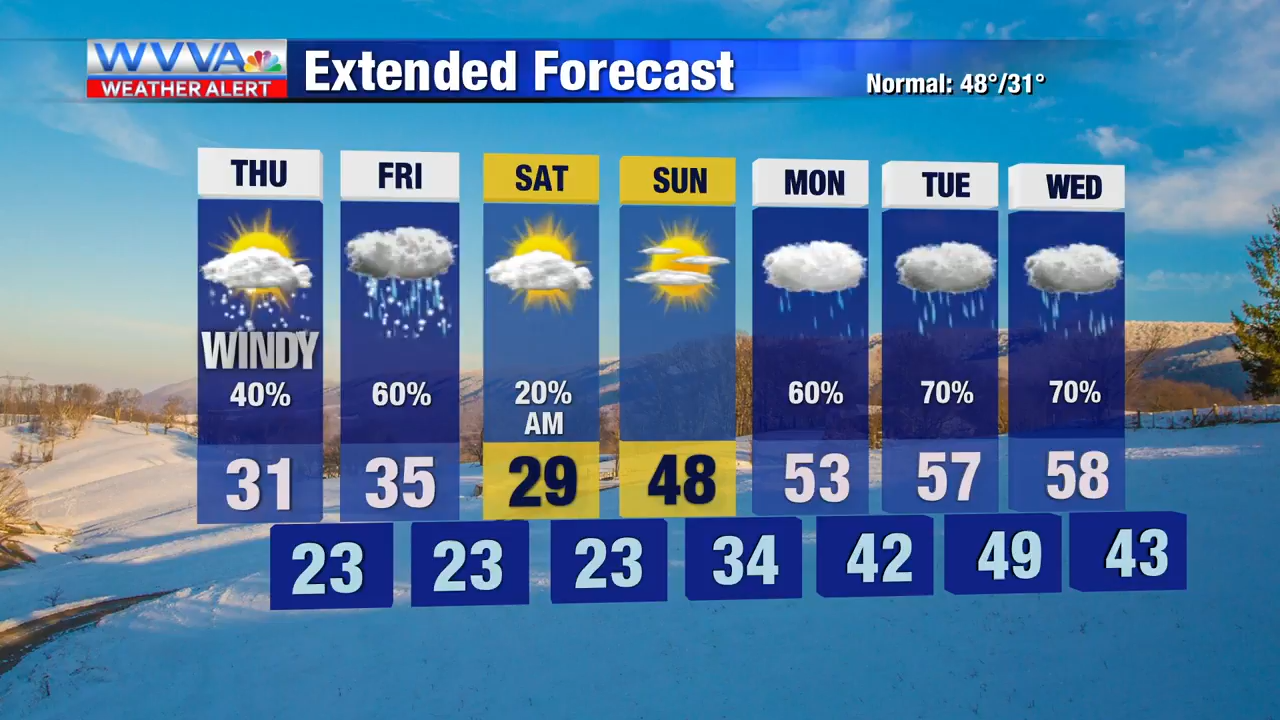 WVVA
WEATHER ALERT
Extended Forecast
Normal: 48°/31°
THU FRI SAT SUN MON TUE WED
WINDY
40% 60% 20% 60% 70% 70%
AM
31 35 29 48 53 57 58
23 23 23 34 42 49 43